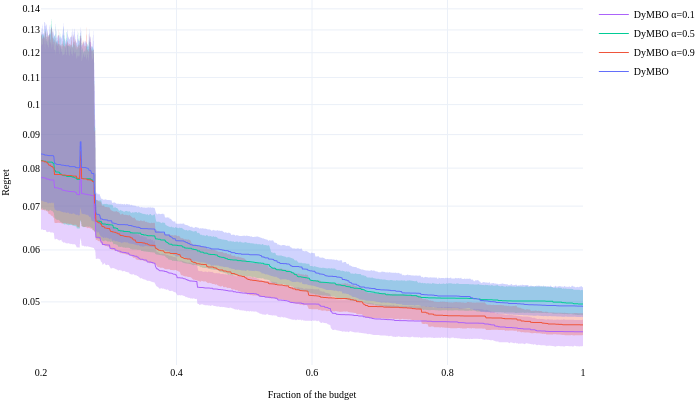 0.14
0.13
0.12
0.11
0.1
0.09
0.08
0.07
0.06
0.05
Regret
0.2
0.4
0.6
0.8
1
Fraction of the budget
DyMBO α=0.1
DyMBO α=0.5
DyMBO α=0.9
DyMBO